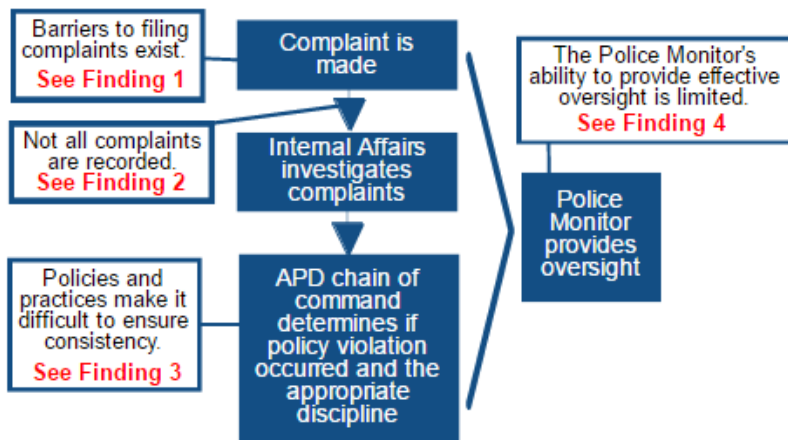 Barriers to filing
complaints exist.
See Finding 1
Complaint is
made
The Police Monitor's
ability to provide effective
oversight is limited.
See Finding 4
Not all complaints
are recorded.
See Finding 2
Internal Affairs
investigates
complaints
Police
Monitor
provides
oversight
Policies and
practices make it
difficult to ensure
consistency.
See Finding 3
APD chain of
command
determines if
policy violation
occurred and the
appropriate
discipline